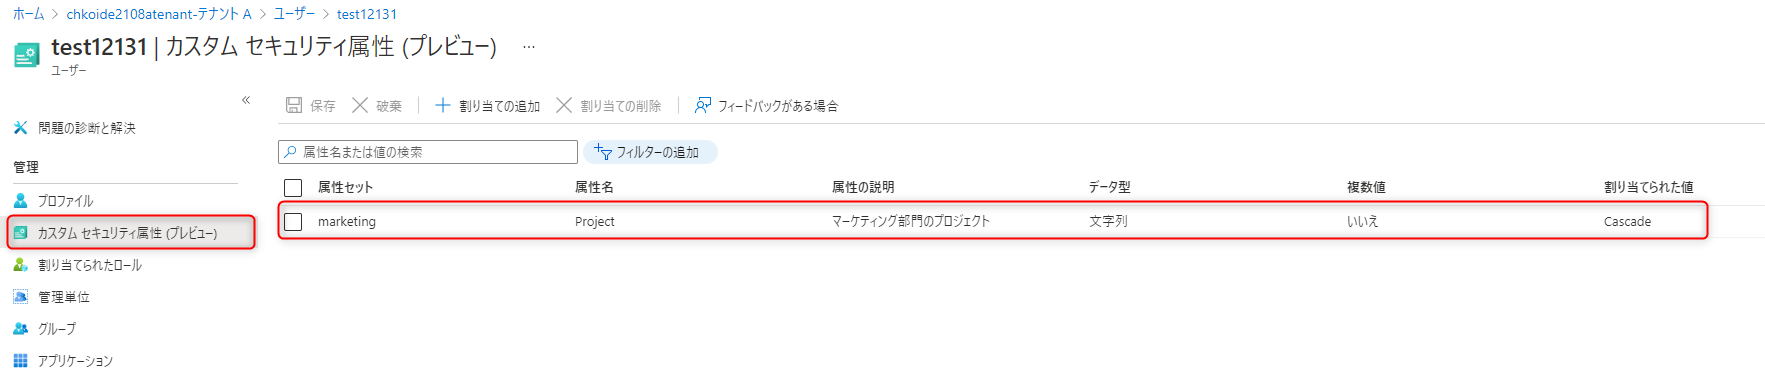 ホーム > chkoide2108atenant-テナント A > ユーザー > test12131
test12131 | カスタム セキュリティ属性 (プレビュー) ...
ユーザー
«
保存 破棄 割り当ての追加 割り当ての削除 フィードバックがある場合
問題の診断と解決
管理
プロファイル
カスタム セキュリティ属性 (プレビュー)
割り当てられたロール
管理単位
グループ
アプリケーション
属性名または値の検索 フィルターの追加
属性セット 属性名 属性の説明 データ型 複数値 割り当てられた値
marketing Project マーケティング部門のプロジェクト 文字列 いいえ Cascade